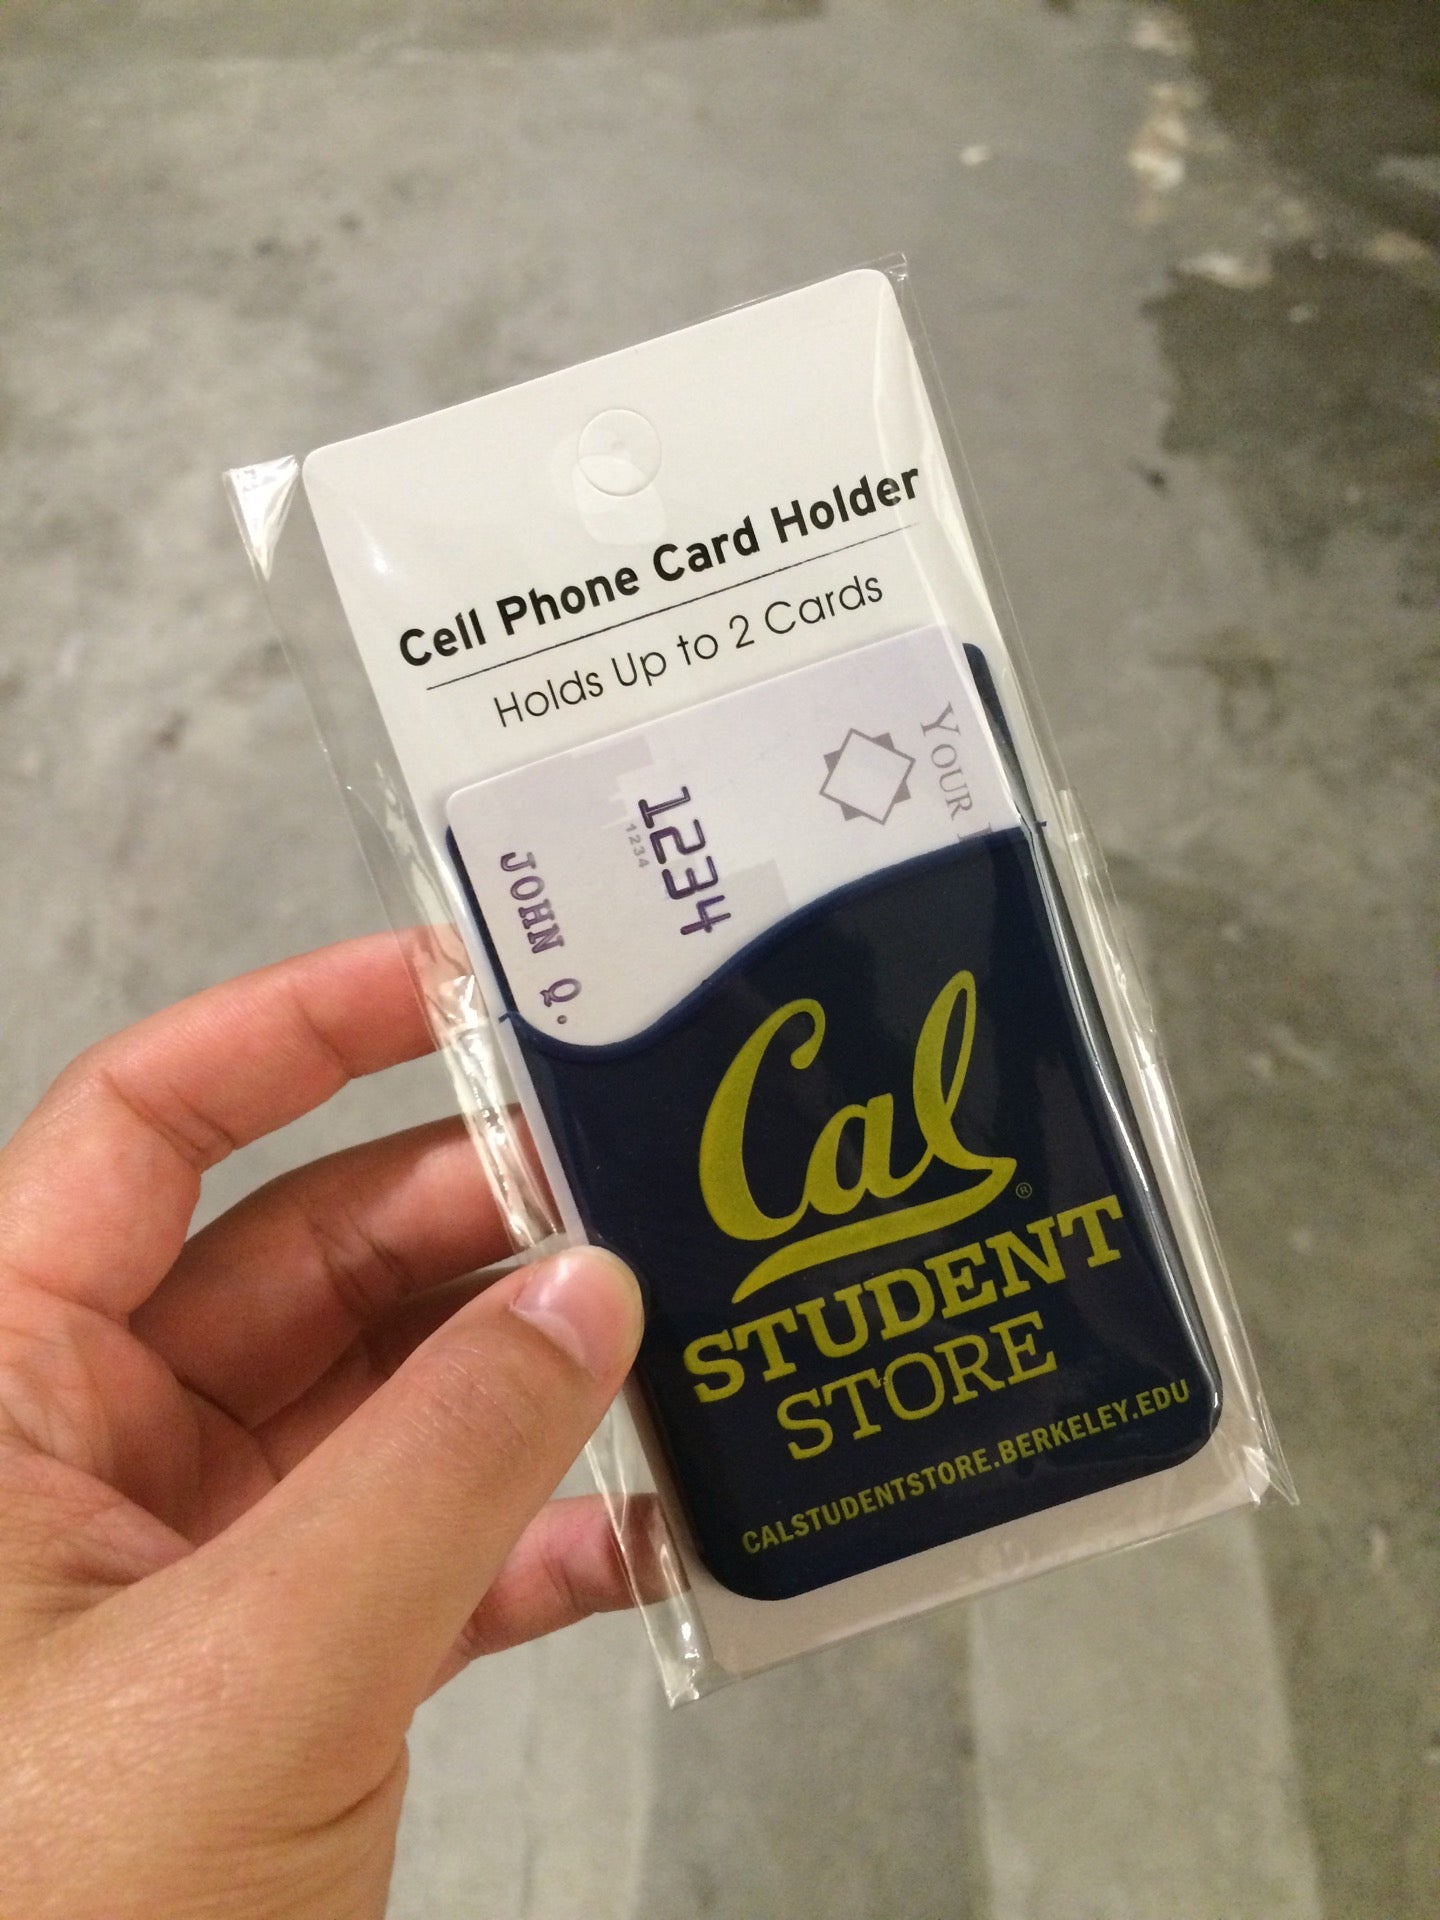 Cell Phone Card Holder
Holds Up to 2 Cards
YOUR
1234
1234
JOHN Q.
Cal®
STUDENT
STORE
CALSTUDENTSTORE.BERKELEY.EDU